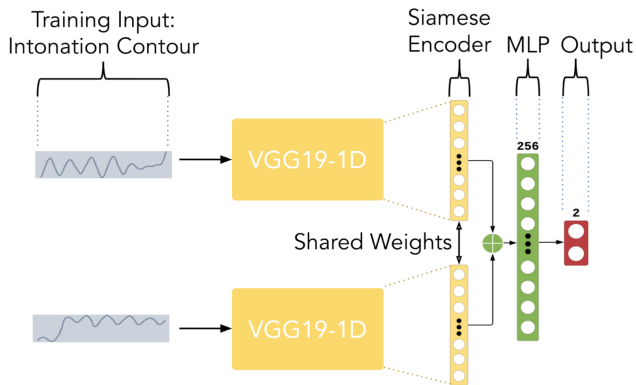 Training Input:
Intonation Contour
Siamese
Encoder
MLP
Output
256
2
VGG19-1D
Shared Weights
VGG19-1D